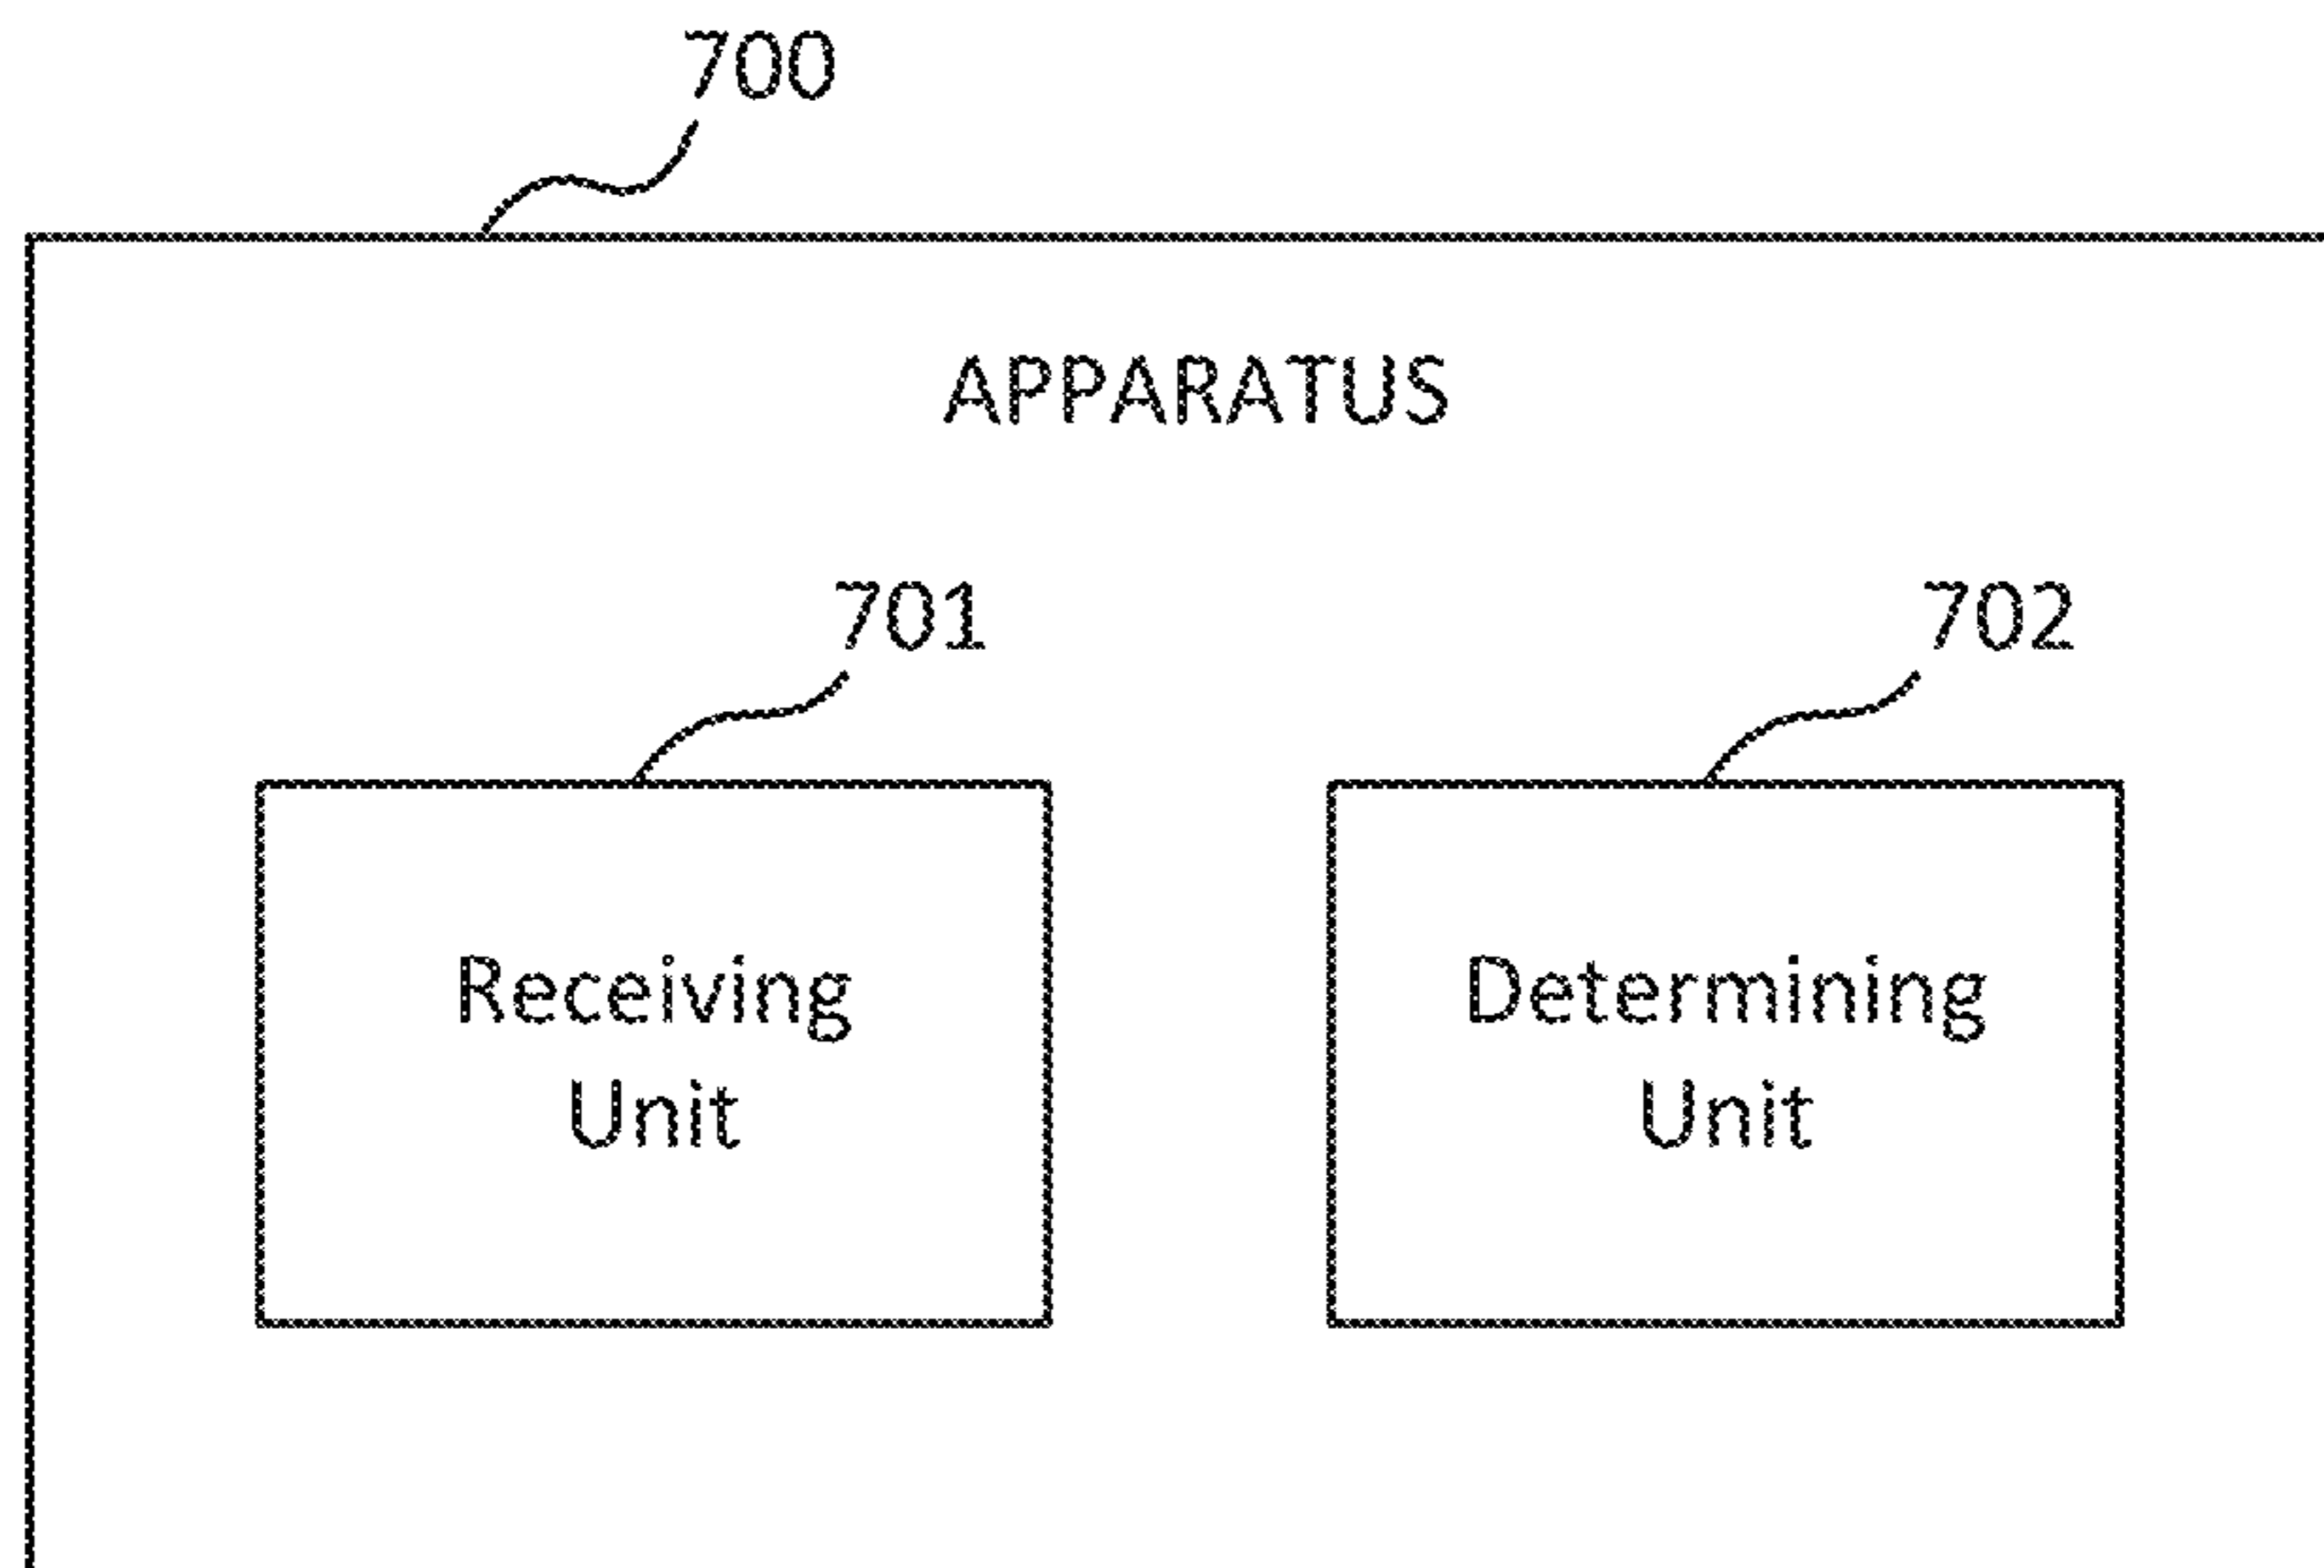 700
APPARATUS
701
702
Receiving
Unit
Determining
Unit